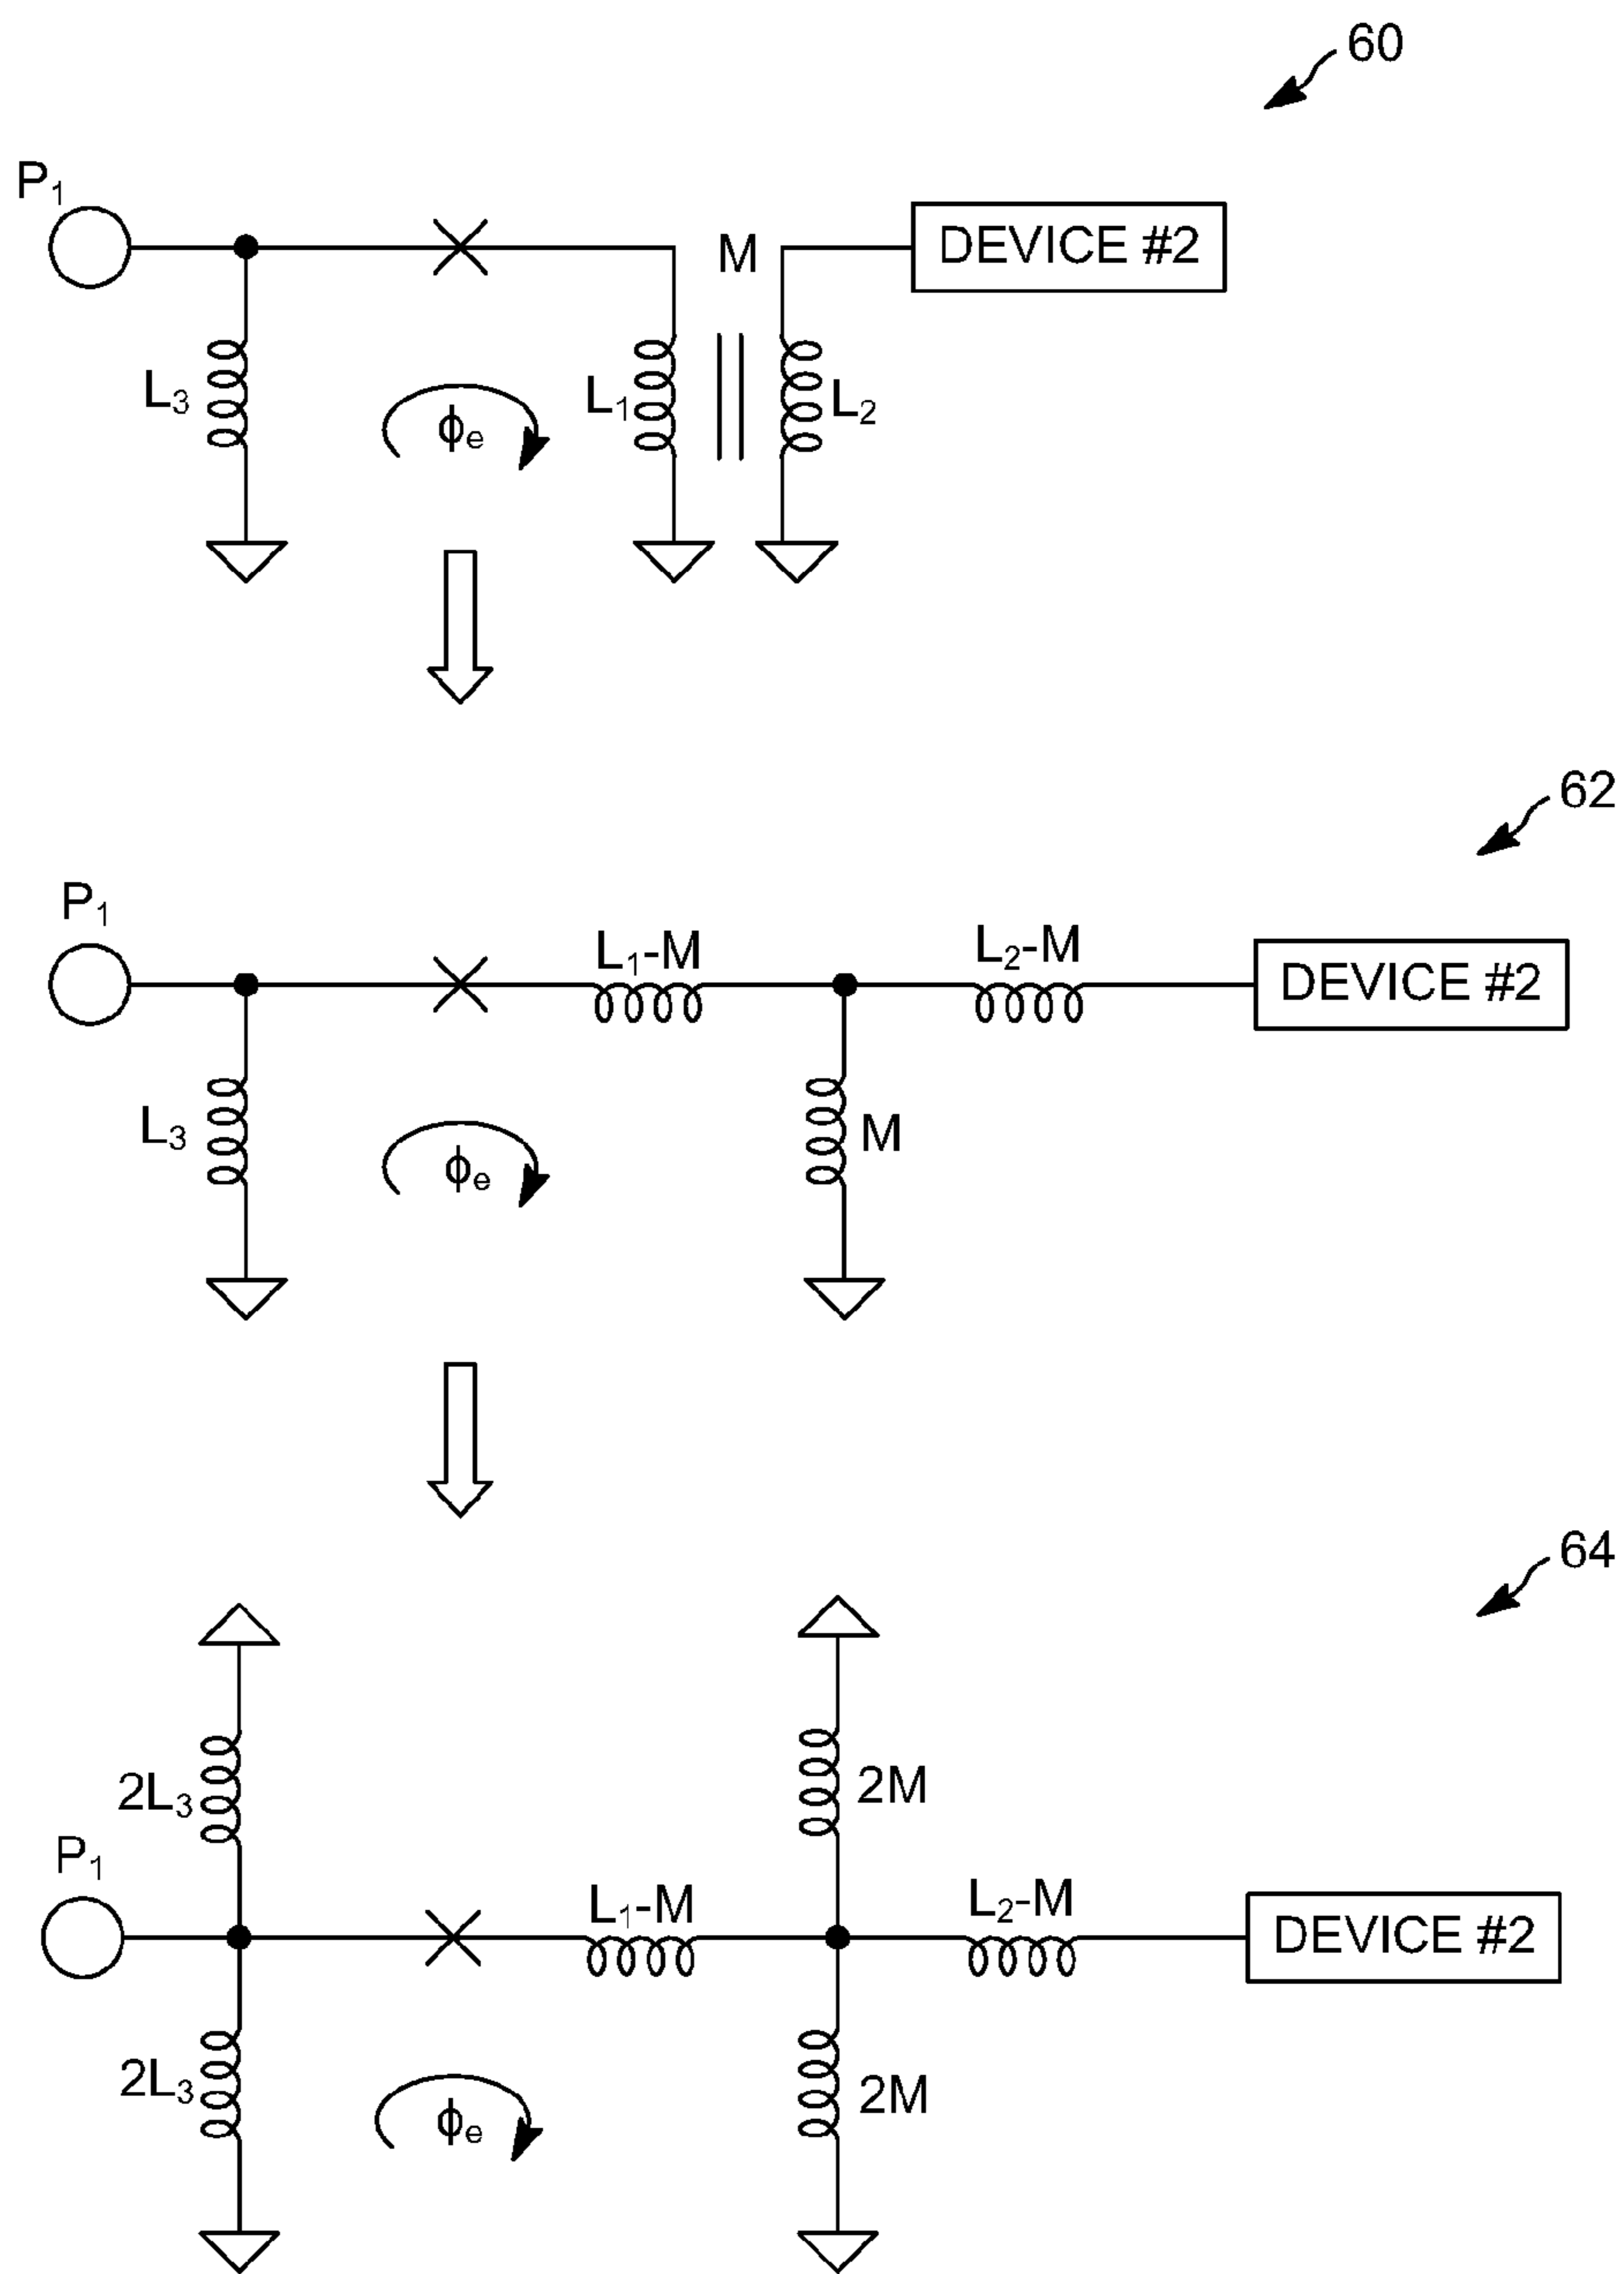 60
P₁
M
DEVICE #2
L₃
ϕₑ
L₁
L₂
62
P₁
L₁-M
L₂-M
DEVICE #2
L₃
ϕₑ
M
64
2L₃
2M
P₁
L₁-M
L₂-M
DEVICE #2
2L₃
ϕₑ
2M